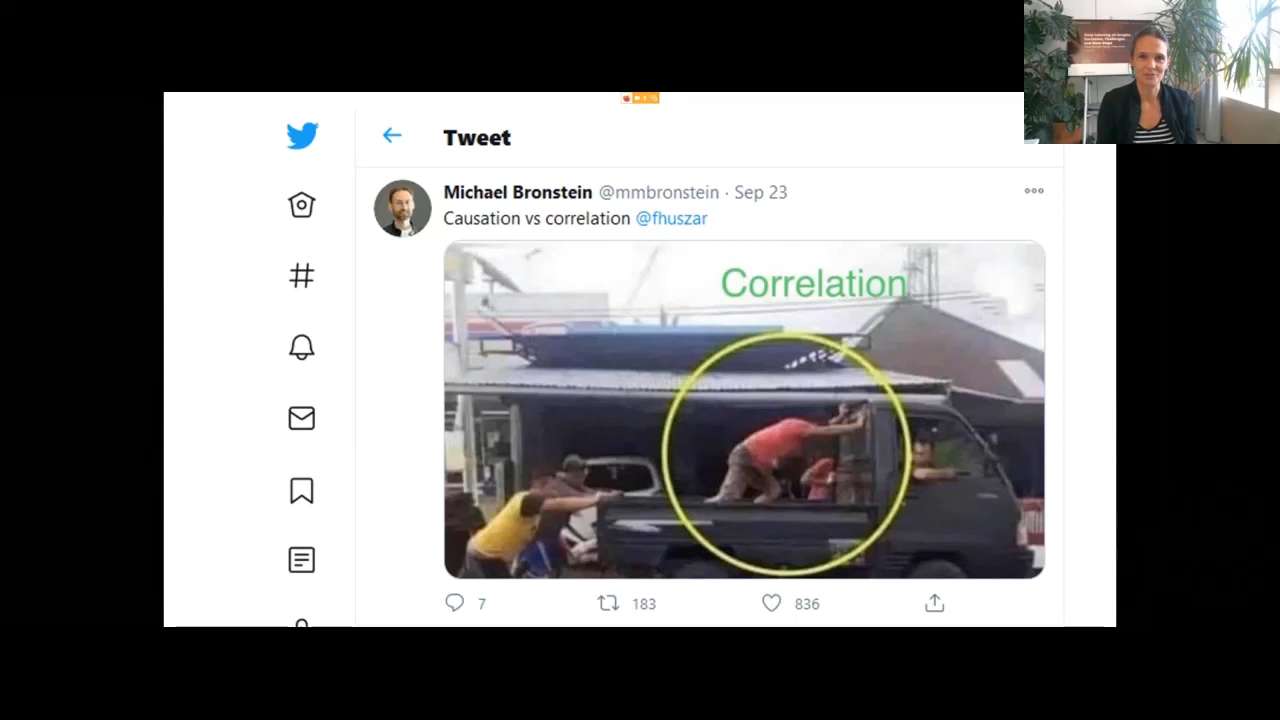 Tweet
Michael Bronstein @mmbronstein · Sep 23
Causation vs correlation @fhuszar
Correlation
7 183 836